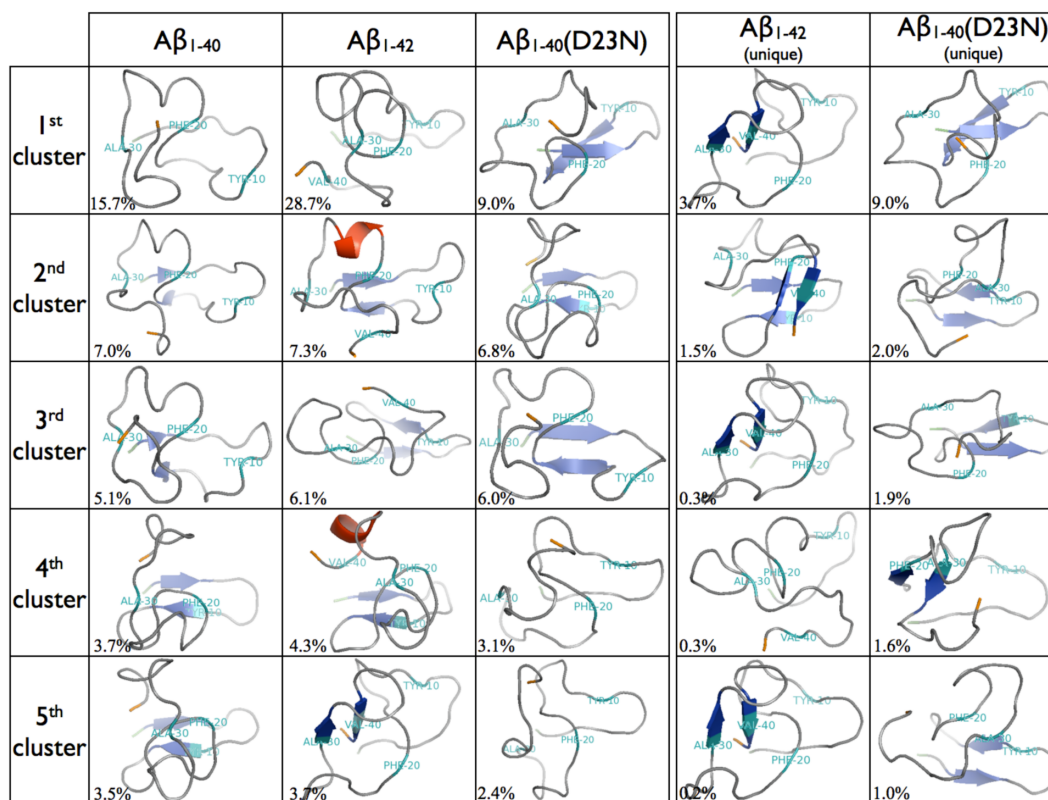 Aβ1-40 Aβ1-42 Aβ1-40(D23N) Aβ1-42 (unique) Aβ1-40(D23N) (unique)
1st cluster
PHE-20 ALA-30 TYR-10 15.7%
VAL-40 PHE-20 28.7%
ALA-30 TYR-10 PHE-20 9.0%
TYR-10 VAL-40 ALA-30 PHE-20 3.7%
TYR-10 ALA-30 PHE-20 9.0%
2nd cluster
ALA-30 PHE-20 TYR-10 7.0%
PHE-20 ALA-30 TYR-10 VAL-40 7.3%
ALA-30 PHE-20 6.8%
ALA-30 PHE-20 VAL-40 1.5%
PHE-20 ALA-30 TYR-10 2.0%
3rd cluster
ALA-30 PHE-20 TYR-10 5.1%
VAL-40 TYR-10 ALA-30 PHE-20 6.1%
PHE-20 ALA-30 TYR-10 6.0%
TYR-10 VAL-40 ALA-30 PHE-20 0.3%
ALA-30 PHE-20 1.9%
4th cluster
ALA-30 PHE-20 3.7%
VAL-40 PHE-20 ALA-30 4.3%
TYR-10 ALA-30 PHE-20 3.1%
TYR-10 PHE-20 ALA-30 VAL-40 0.3%
PHE-20 TYR-10 1.6%
5th cluster
PHE-20 ALA-30 3.5%
TYR-10 VAL-40 ALA-30 PHE-20 3.7%
TYR-10 PHE-20 2.4%
TYR-10 VAL-40 ALA-30 PHE-20 0.2%
PHE-20 ALA-30 TYR-10 1.0%